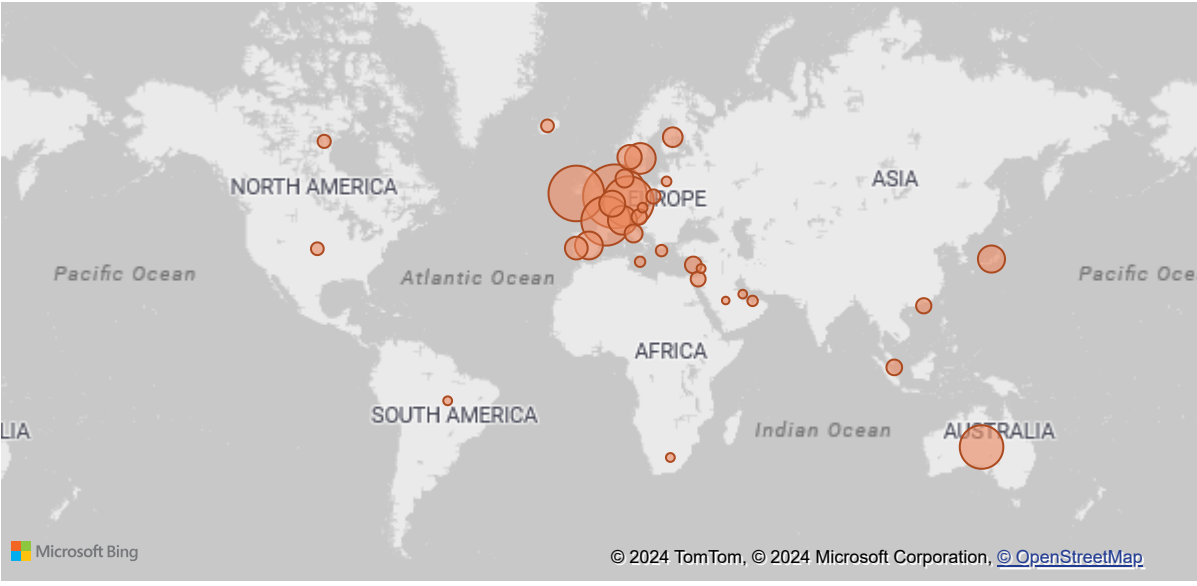 NORTH AMERICA
ASIA
EUROPE
Pacific Ocean
Atlantic Ocean
Pacific Oce
AFRICA
SOUTH AMERICA
Indian Ocean
AUSTRALIA
LIA
Microsoft Bing
© 2024 TomTom, © 2024 Microsoft Corporation, © OpenStreetMap